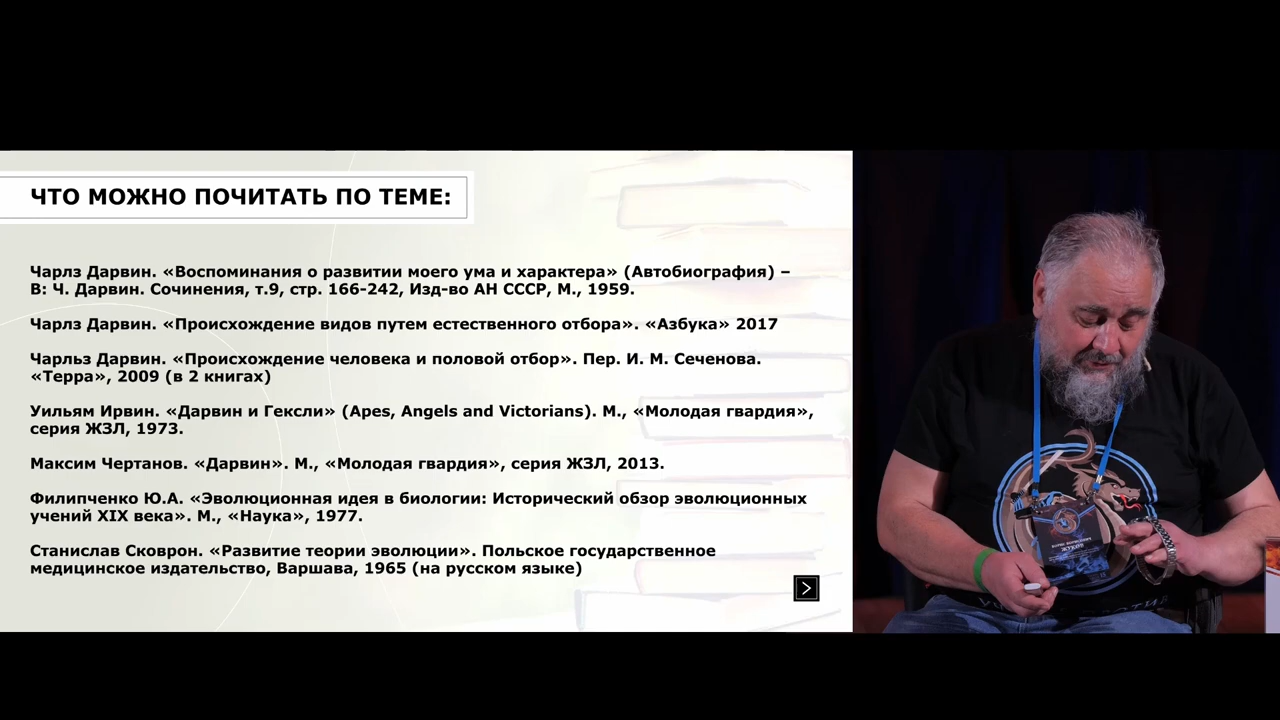 ЧТО МОЖНО ПОЧИТАТЬ ПО ТЕМЕ:
Чарлз Дарвин. «Воспоминания о развитии моего ума и характера» (Автобиография) –
В: Ч. Дарвин. Сочинения, т.9, стр. 166-242, Изд-во АН СССР, М., 1959.
Чарлз Дарвин. «Происхождение видов путем естественного отбора». «Азбука» 2017
Чарльз Дарвин. «Происхождение человека и половой отбор». Пер. И. М. Сеченова.
«Терра», 2009 (в 2 книгах)
Уильям Ирвин. «Дарвин и Гексли» (Apes, Angels and Victorians). М., «Молодая гвардия»,
серия ЖЗЛ, 1973.
Максим Чертанов. «Дарвин». М., «Молодая гвардия», серия ЖЗЛ, 2013.
Филипченко Ю.А. «Эволюционная идея в биологии: Исторический обзор эволюционных
учений XIX века». М., «Наука», 1977.
Станислав Сковрон. «Развитие теории эволюции». Польское государственное
медицинское издательство, Варшава, 1965 (на русском языке)
ЖУКОВ